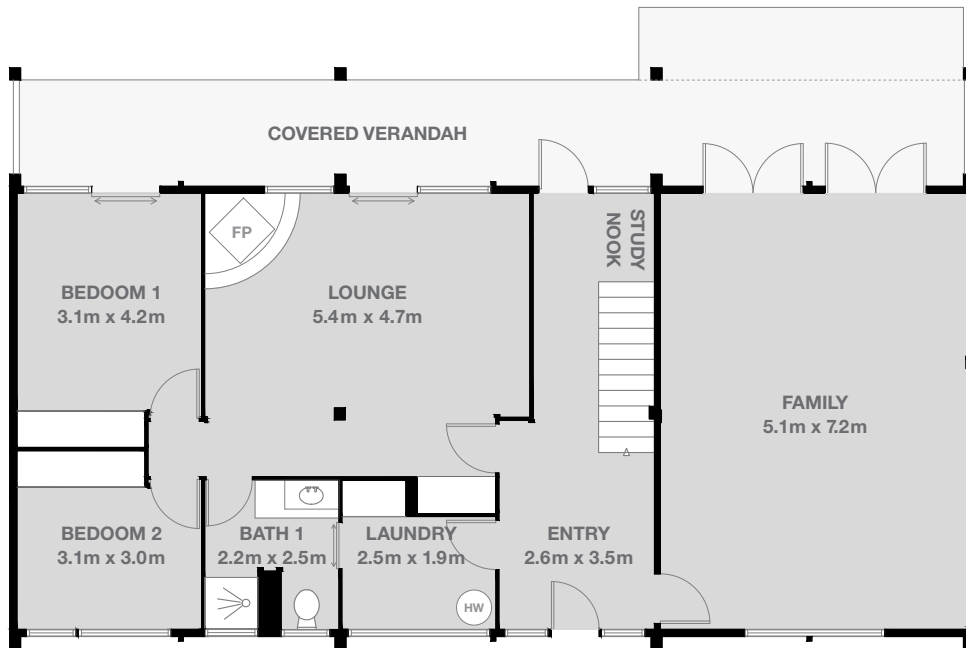 COVERED VERANDAH
STUDY
NOOK
FP
BEDOOM 1
3.1m x 4.2m
LOUNGE
5.4m x 4.7m
FAMILY
5.1m x 7.2m
BEDOOM 2
3.1m x 3.0m
BATH 1
2.2m x 2.5m
LAUNDRY
2.5m x 1.9m
ENTRY
2.6m x 3.5m
HW